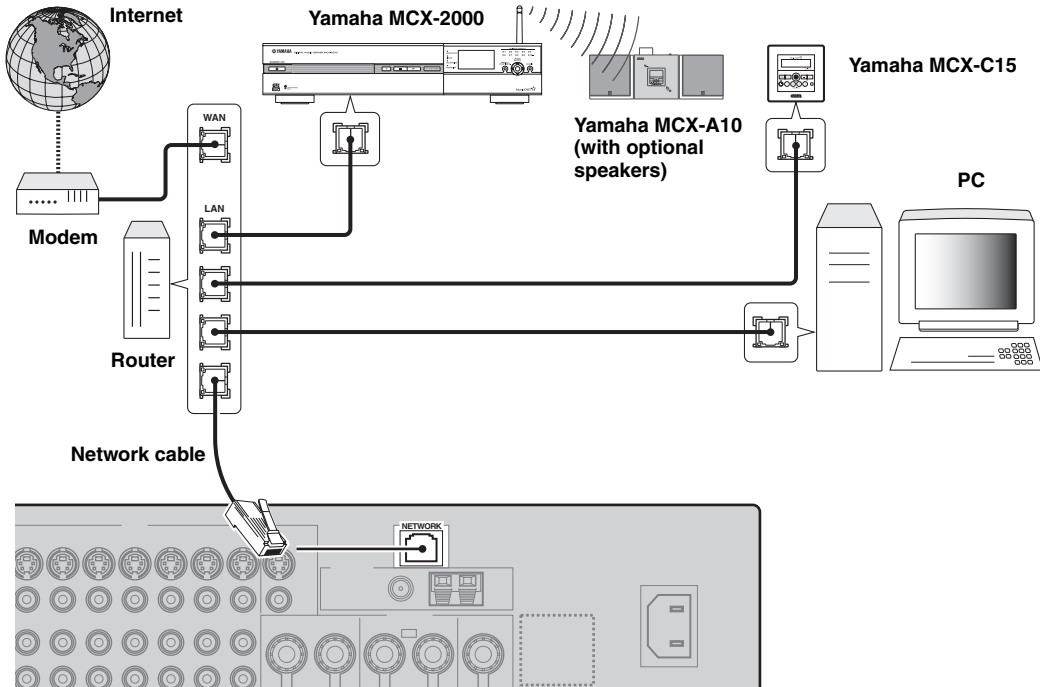 Internet
Yamaha MCX-2000
YAMAHA
Yamaha MCX-A10
(with optional
speakers)
Yamaha MCX-C15
PC
WAN
LAN
Modem
Router
Network cable
NETWORK